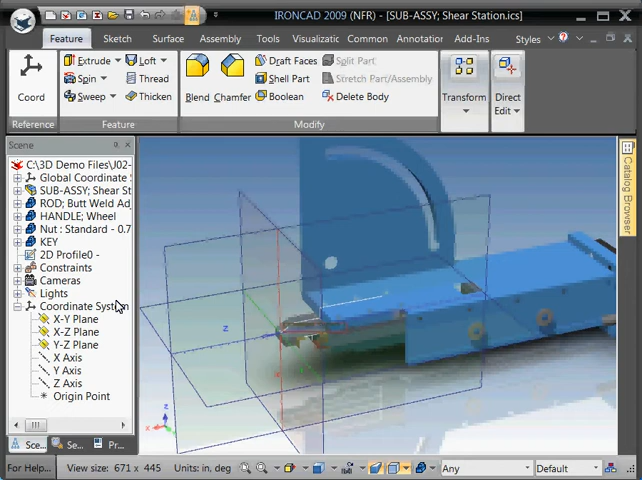 IRONCAD 2009 (NFR) - [SUB-ASSY; Shear Station.ics]
Feature Sketch Surface Assembly Tools Visualizatic Common Annotation Add-Ins Styles
Extrude Loft Draft Faces Split Part
Spin Thread Shell Part Stretch Part/Assembly
Coord Sweep Thicken Blend Chamfer Boolean Delete Body Transform Direct Edit
Reference Feature Modify
Scene
C:\3D Demo Files\J02-
Global Coordinate S
SUB-ASSY; Shear St
ROD; Butt Weld Ad
HANDLE; Wheel
Nut : Standard - 0.7
KEY
2D Profile0 -
Constraints
Cameras
Lights
Coordinate System
X-Y Plane
X-Z Plane
Y-Z Plane
X Axis
Y Axis
Z Axis
Origin Point
Z
X
Z
X
Catalog Browser
Sce... Se... Pr...
For Help... View size: 671 x 445 Units: in, deg Any Default